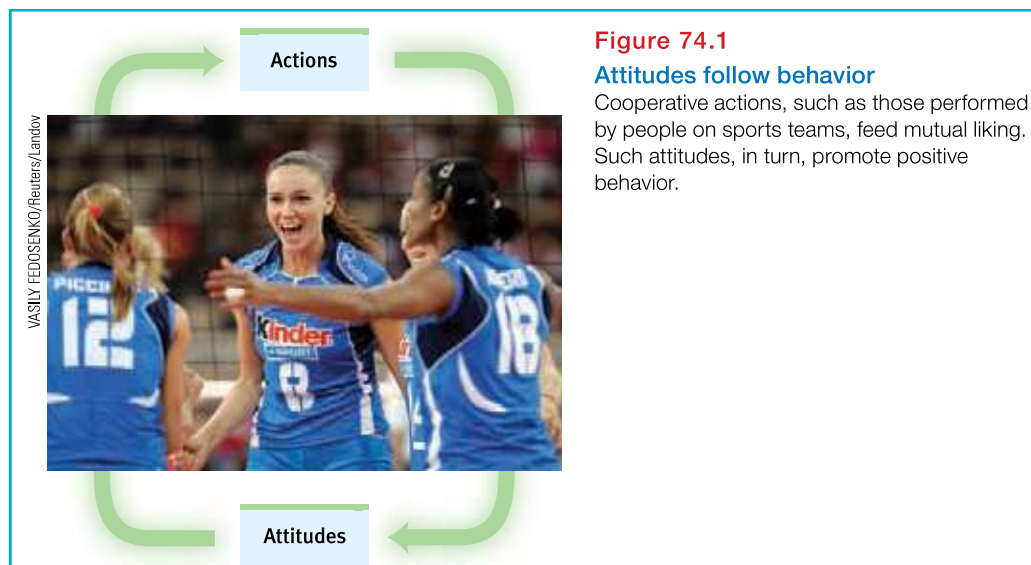 Actions
Figure 74.1
Attitudes follow behavior
Cooperative actions, such as those performed
by people on sports teams, feed mutual liking.
Such attitudes, in turn, promote positive
behavior.
VASILY FEDOSENKO/Reuters/Landov
12
Kinder
8
18
Attitudes